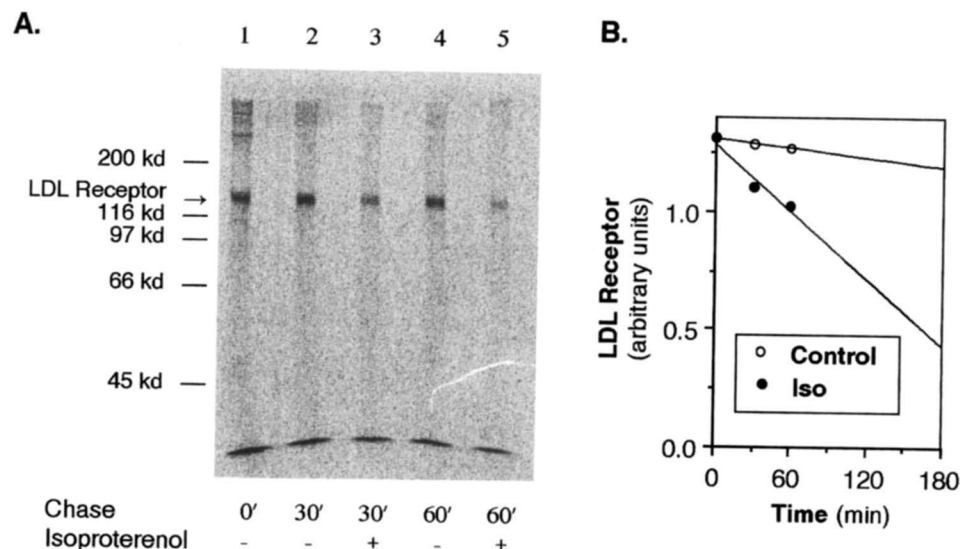 A.
1 2 3 4 5
200 kd
LDL Receptor →
116 kd
97 kd
66 kd
45 kd
Chase 0' 30' 30' 60' 60'
Isoproterenol - - + - +
B.
LDL Receptor
(arbitrary units)
1.0
0.5
0.0
Control
Iso
0 60 120 180
Time (min)